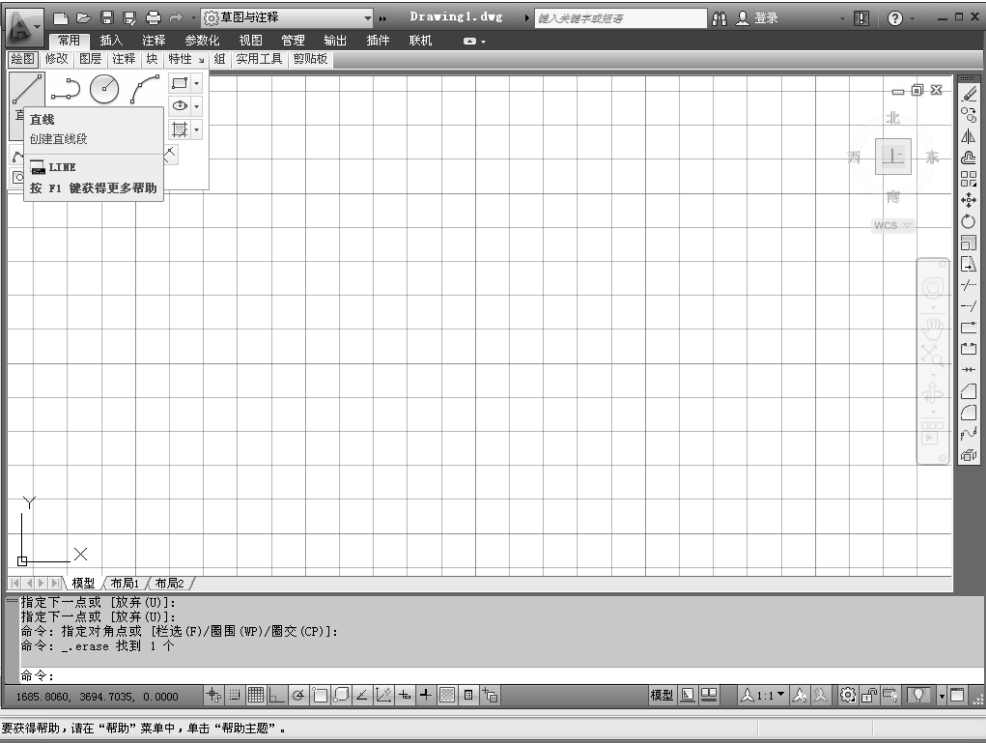 草图与注释 Drawing1.dwg 键入关键字或短语 登录
常用 插入 注释 参数化 视图 管理 输出 插件 联机
绘图 修改 图层 注释 块 特性 组 实用工具 剪贴板
直线
创建直线段
LINE
按 F1 键获得更多帮助
北
西 上 东
南
WCS
Y
X
模型 布局1 布局2
指定下一点或 [放弃(U)]:
指定下一点或 [放弃(U)]:
命令: 指定对角点或 [栏选(F)/圈围(WP)/圈交(CP)]:
命令: _.erase 找到 1 个
命令:
1685.8060, 3694.7035, 0.0000 模型 1:1
要获得帮助，请在“帮助”菜单中，单击“帮助主题”。